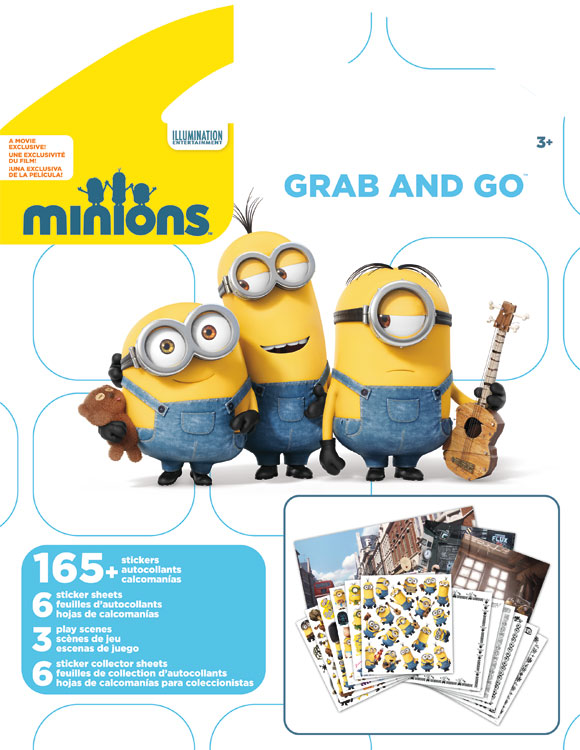 ILLUMINATION
ENTERTAINMENT
A MOVIE
EXCLUSIVE!
UNE EXCLUSIVITÉ
DU FILM!
¡UNA EXCLUSIVA
DE LA PELÍCULA!
minions™
3+
GRAB AND GO™
165+ stickers
autocollants
calcomanías
6 sticker sheets
feuilles d'autocollants
hojas de calcomanías
3 play scenes
scènes de jeu
escenas de juego
6 sticker collector sheets
feuilles de collection d'autocollants
hojas de calcomanías para coleccionistas